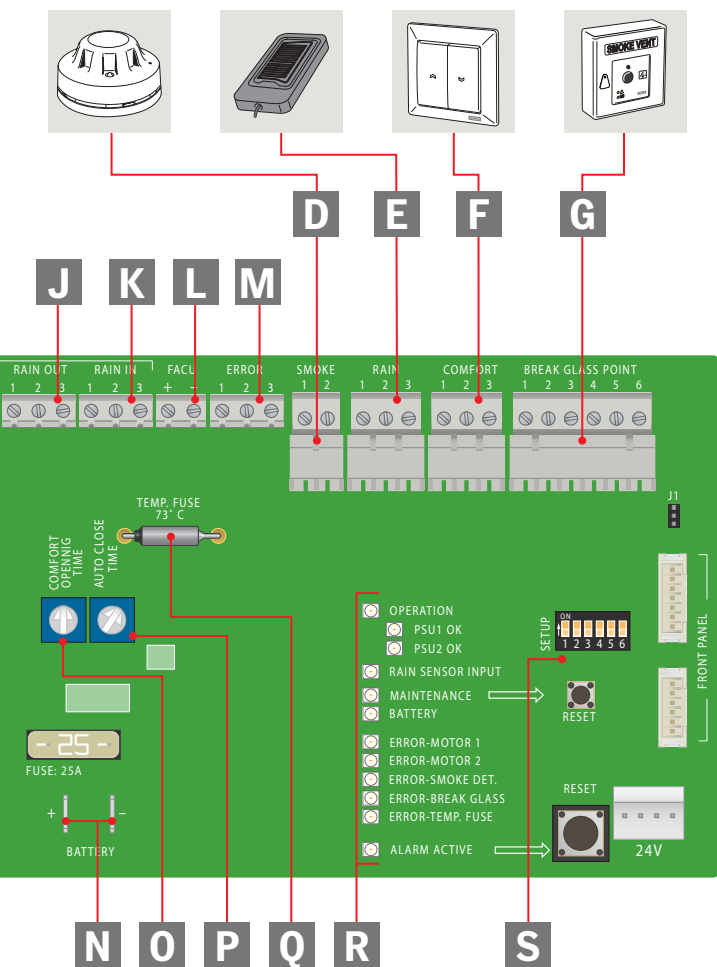 SMOKE VENT
D E F G
J K L M
RAIN OUT RAIN IN FACU ERROR SMOKE RAIN COMFORT BREAK GLASS POINT
1 2 3 1 2 3 + - 1 2 3 1 2 1 2 3 1 2 3 1 2 3 4 5 6
J1
TEMP. FUSE
73° C
COMFORT
OPENNIG
TIME
AUTO CLOSE
TIME
OPERATION
PSU1 OK
PSU2 OK
RAIN SENSOR INPUT
MAINTENANCE
BATTERY
ERROR-MOTOR 1
ERROR-MOTOR 2
ERROR-SMOKE DET.
ERROR-BREAK GLASS
ERROR-TEMP. FUSE
ALARM ACTIVE
SETUP
ON
1 2 3 4 5 6
RESET
FRONT PANEL
RESET
24V
- 25 -
FUSE: 25A
+ -
BATTERY
N O P Q R S